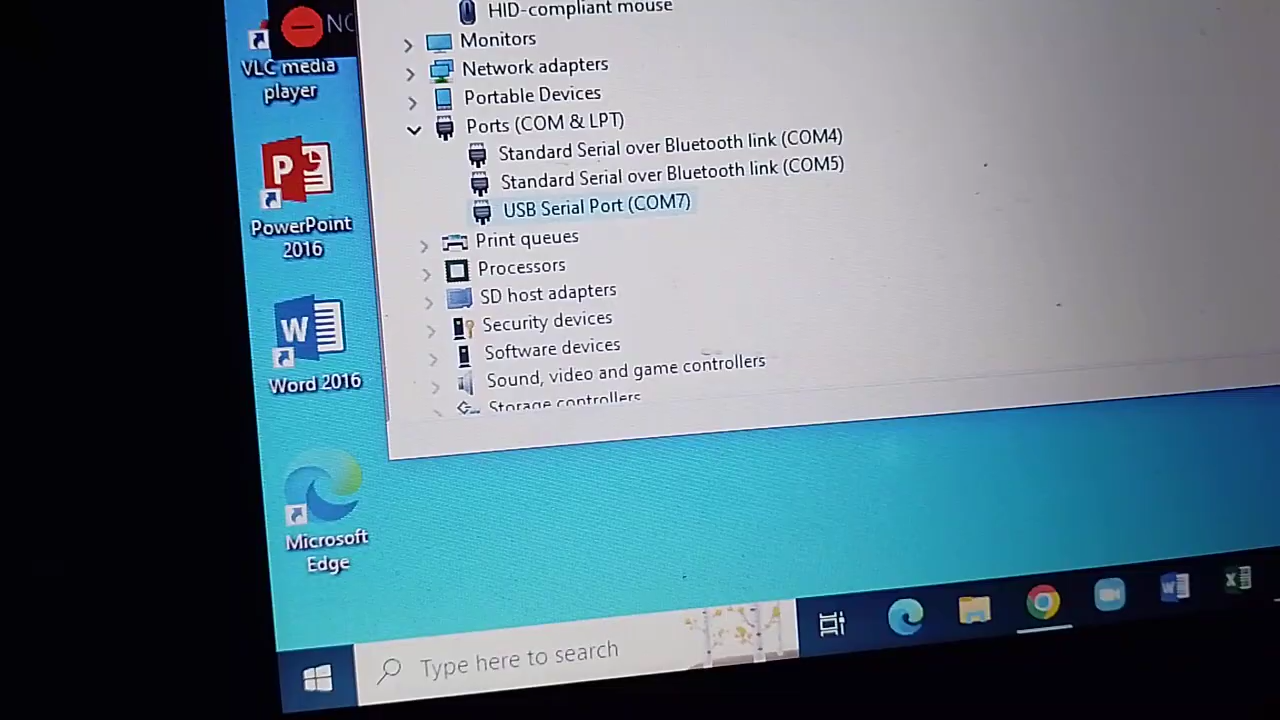 HID-compliant mouse
Monitors
Network adapters
Portable Devices
Ports (COM & LPT)
Standard Serial over Bluetooth link (COM4)
Standard Serial over Bluetooth link (COM5)
USB Serial Port (COM7)
Print queues
Processors
SD host adapters
Security devices
Software devices
Sound, video and game controllers
Storage controllers
VLC media
player
PowerPoint
2016
Word 2016
Microsoft
Edge
Type here to search